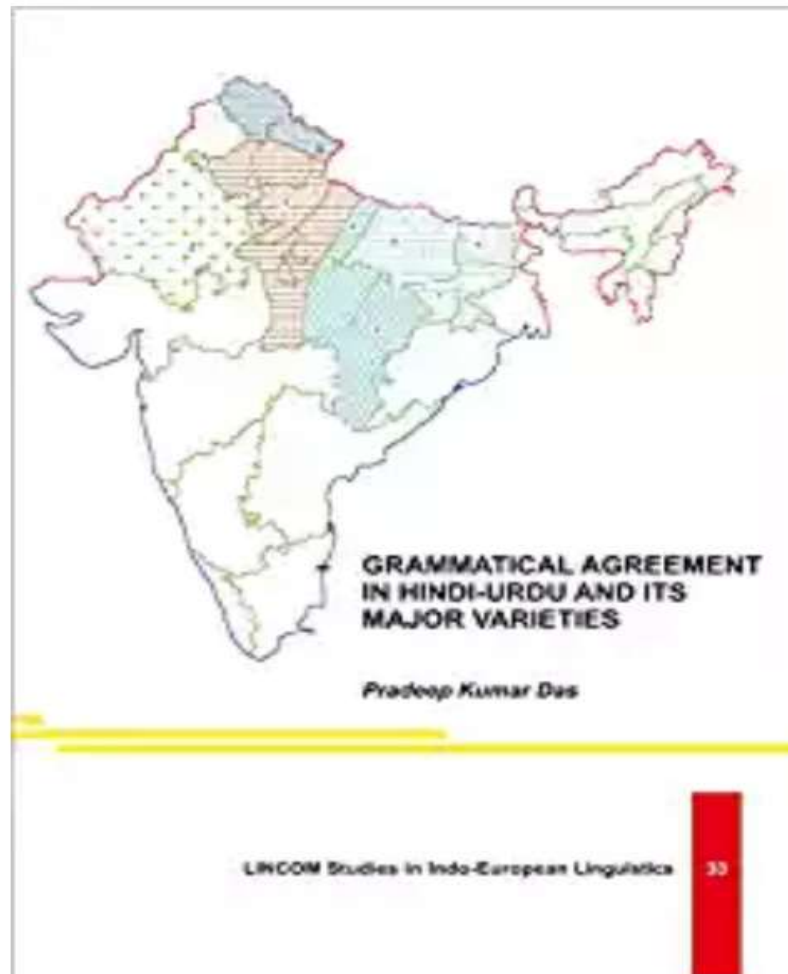 GRAMMATICAL AGREEMENT
IN HINDI-URDU AND ITS
MAJOR VARIETIES
Pradeep Kumar Das
LINCOM Studies in Indo-European Linguistics
33